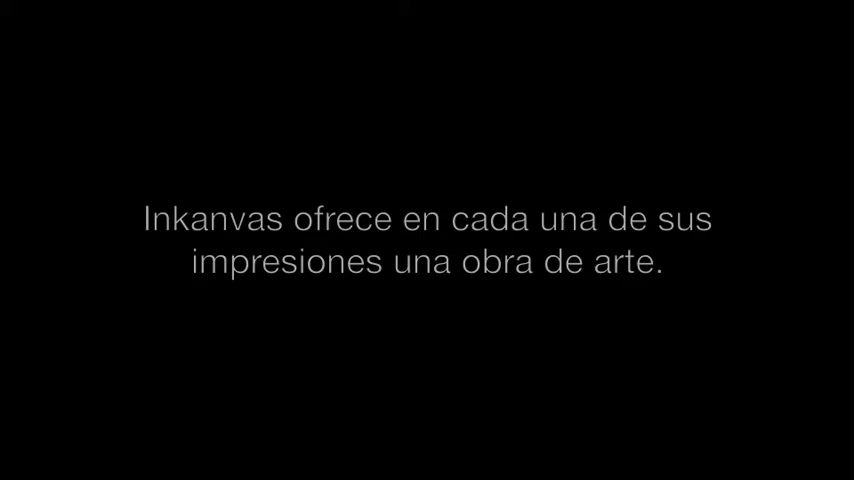 Inkanvas ofrece en cada una de sus
impresiones una obra de arte.